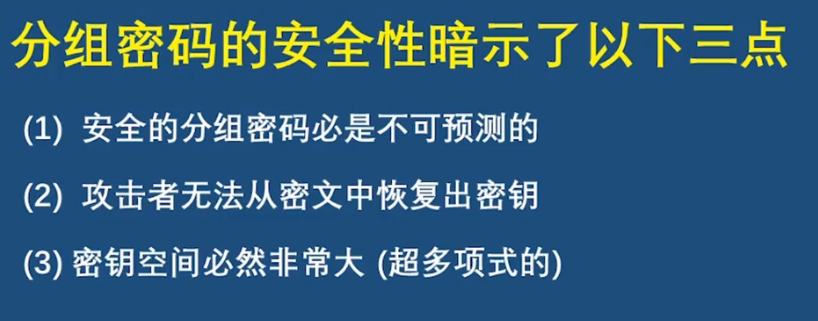 分组密码的安全性暗示了以下三点
(1) 安全的分组密码必是不可预测的
(2) 攻击者无法从密文中恢复出密钥
(3) 密钥空间必然非常大 (超多项式的)